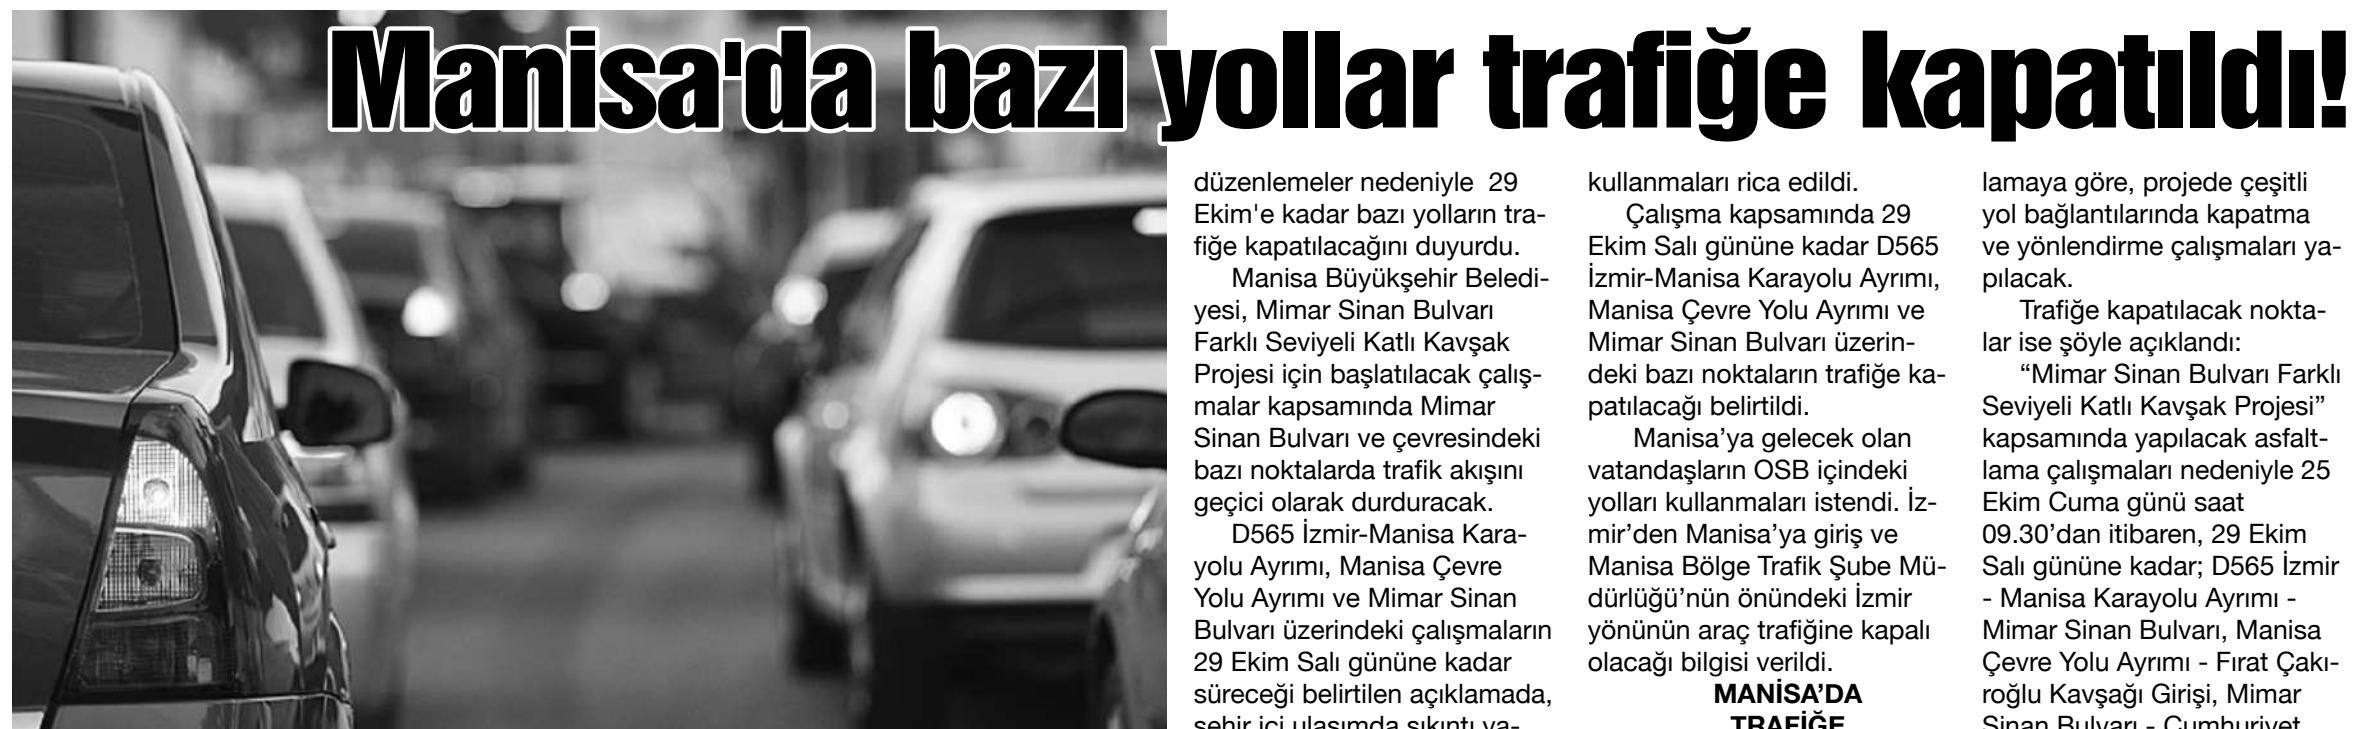 Manisa'da bazı yollar trafiğe kapatıldı!
düzenlemeler nedeniyle 29
Ekim'e kadar bazı yolların tra-
fiğe kapatılacağını duyurdu.
Manisa Büyükşehir Beledi-
yesi, Mimar Sinan Bulvarı
Farklı Seviyeli Katlı Kavşak
Projesi için başlatılacak çalış-
malar kapsamında Mimar
Sinan Bulvarı ve çevresindeki
bazı noktalarda trafik akışını
geçici olarak durduracak.
D565 İzmir-Manisa Kara-
yolu Ayrımı, Manisa Çevre
Yolu Ayrımı ve Mimar Sinan
Bulvarı üzerindeki çalışmaların
29 Ekim Salı gününe kadar
süreceği belirtilen açıklamada,
şehir içi ulaşımda sıkıntı ya-
kullanmaları rica edildi.
Çalışma kapsamında 29
Ekim Salı gününe kadar D565
İzmir-Manisa Karayolu Ayrımı,
Manisa Çevre Yolu Ayrımı ve
Mimar Sinan Bulvarı üzerin-
deki bazı noktaların trafiğe ka-
patılacağı belirtildi.
Manisa’ya gelecek olan
vatandaşların OSB içindeki
yolları kullanmaları istendi. İz-
mir’den Manisa’ya giriş ve
Manisa Bölge Trafik Şube Mü-
dürlüğü’nün önündeki İzmir
yönünün araç trafiğine kapalı
olacağı bilgisi verildi.
MANİSA’DA
TRAFİĞE
lamaya göre, projede çeşitli
yol bağlantılarında kapatma
ve yönlendirme çalışmaları ya-
pılacak.
Trafiğe kapatılacak nokta-
lar ise şöyle açıklandı:
“Mimar Sinan Bulvarı Farklı
Seviyeli Katlı Kavşak Projesi”
kapsamında yapılacak asfalt-
lama çalışmaları nedeniyle 25
Ekim Cuma günü saat
09.30’dan itibaren, 29 Ekim
Salı gününe kadar; D565 İzmir
- Manisa Karayolu Ayrımı -
Mimar Sinan Bulvarı, Manisa
Çevre Yolu Ayrımı - Fırat Çakı-
roğlu Kavşağı Girişi, Mimar
Sinan Bulvarı - Cumhuriyet